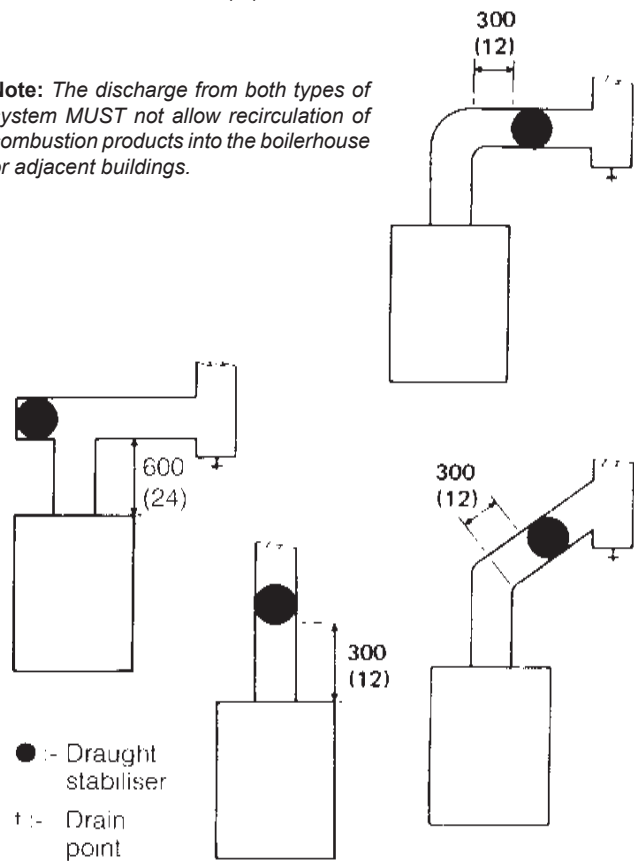 300
(12)
Note: The discharge from both types of
system MUST not allow recirculation of
combustion products into the boilerhouse
or adjacent buildings.
600
(24)
300
(12)
300
(12)
:- Draught
stabiliser
:- Drain
point